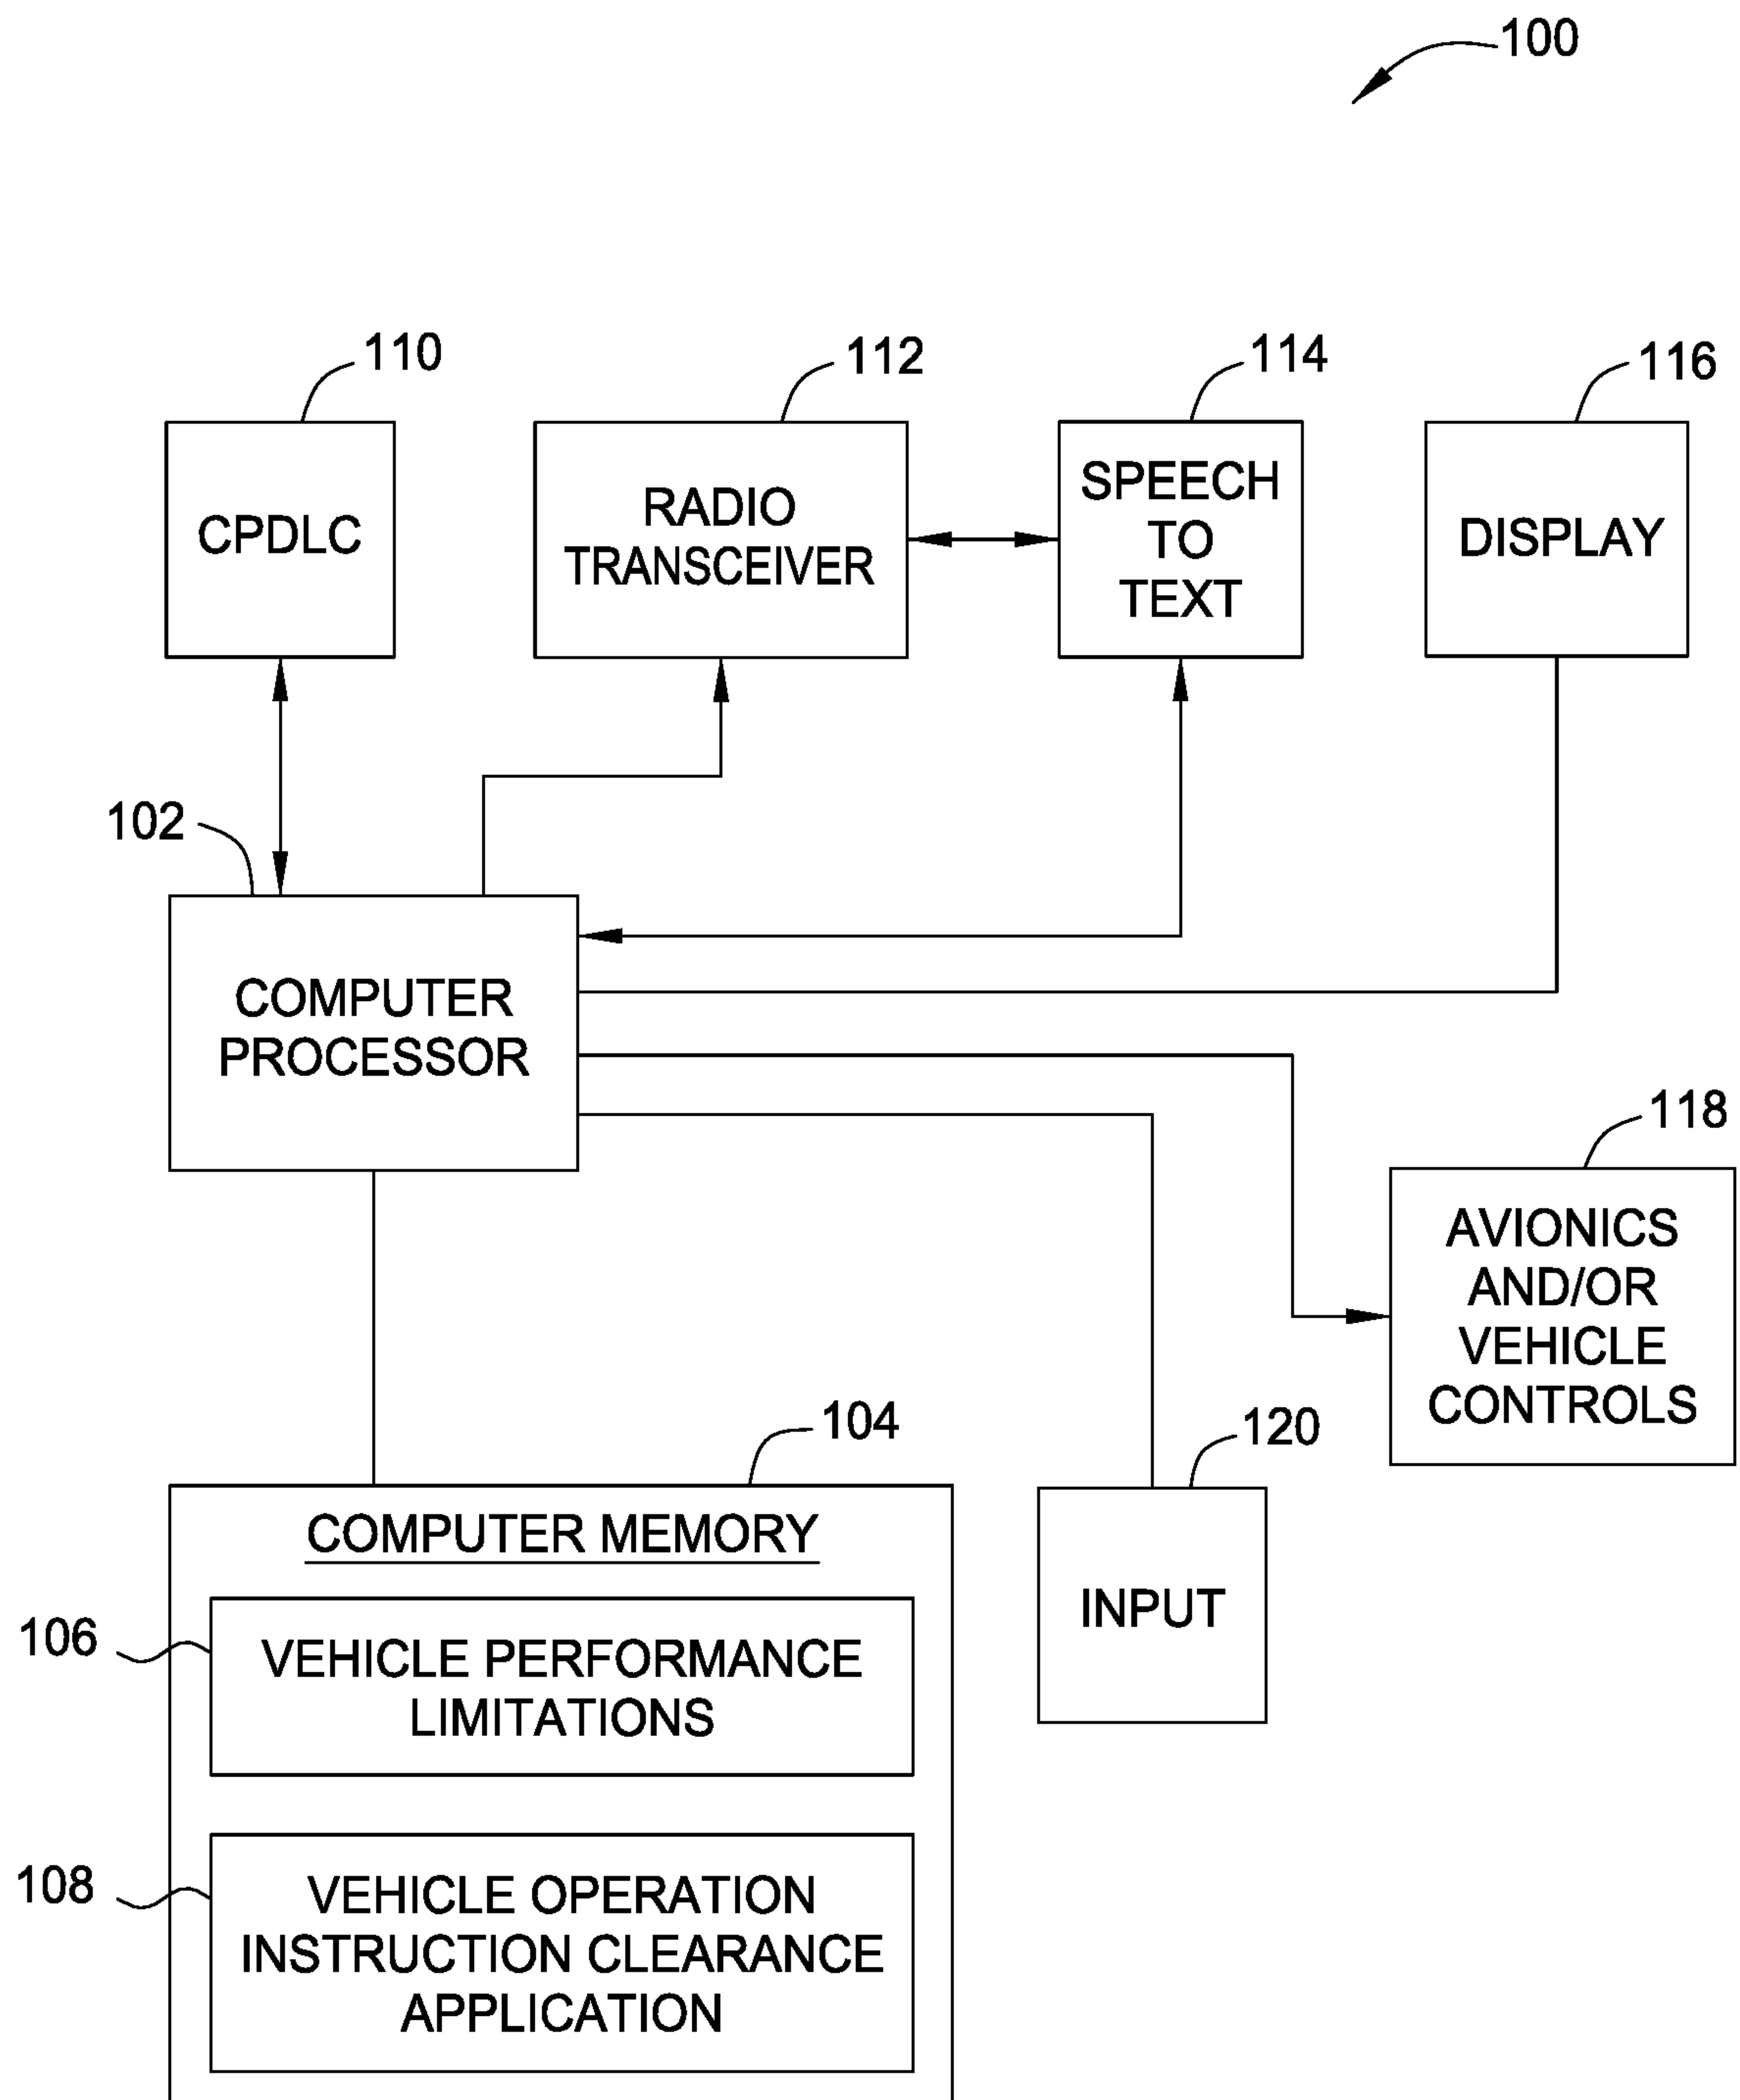 100
110
112
114
116
CPDLC
RADIO
TRANSCEIVER
SPEECH
TO
TEXT
DISPLAY
102
COMPUTER
PROCESSOR
118
AVIONICS
AND/OR
VEHICLE
CONTROLS
104
120
COMPUTER MEMORY
INPUT
106
VEHICLE PERFORMANCE
LIMITATIONS
108
VEHICLE OPERATION
INSTRUCTION CLEARANCE
APPLICATION